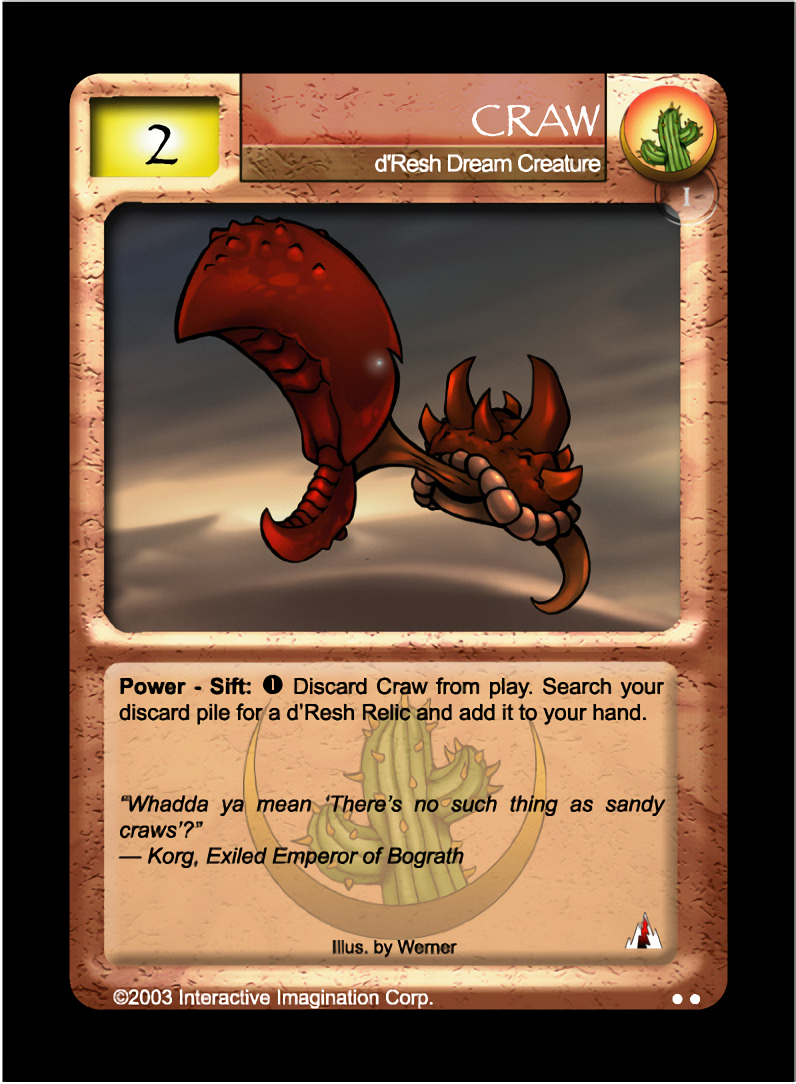 2
CRAW
d'Resh Dream Creature
I
Power - Sift: ❶ Discard Craw from play. Search your
discard pile for a d'Resh Relic and add it to your hand.
"Whadda ya mean 'There's no such thing as sandy
craws'?"
— Korg, Exiled Emperor of Bograth
Illus. by Werner
©2003 Interactive Imagination Corp.